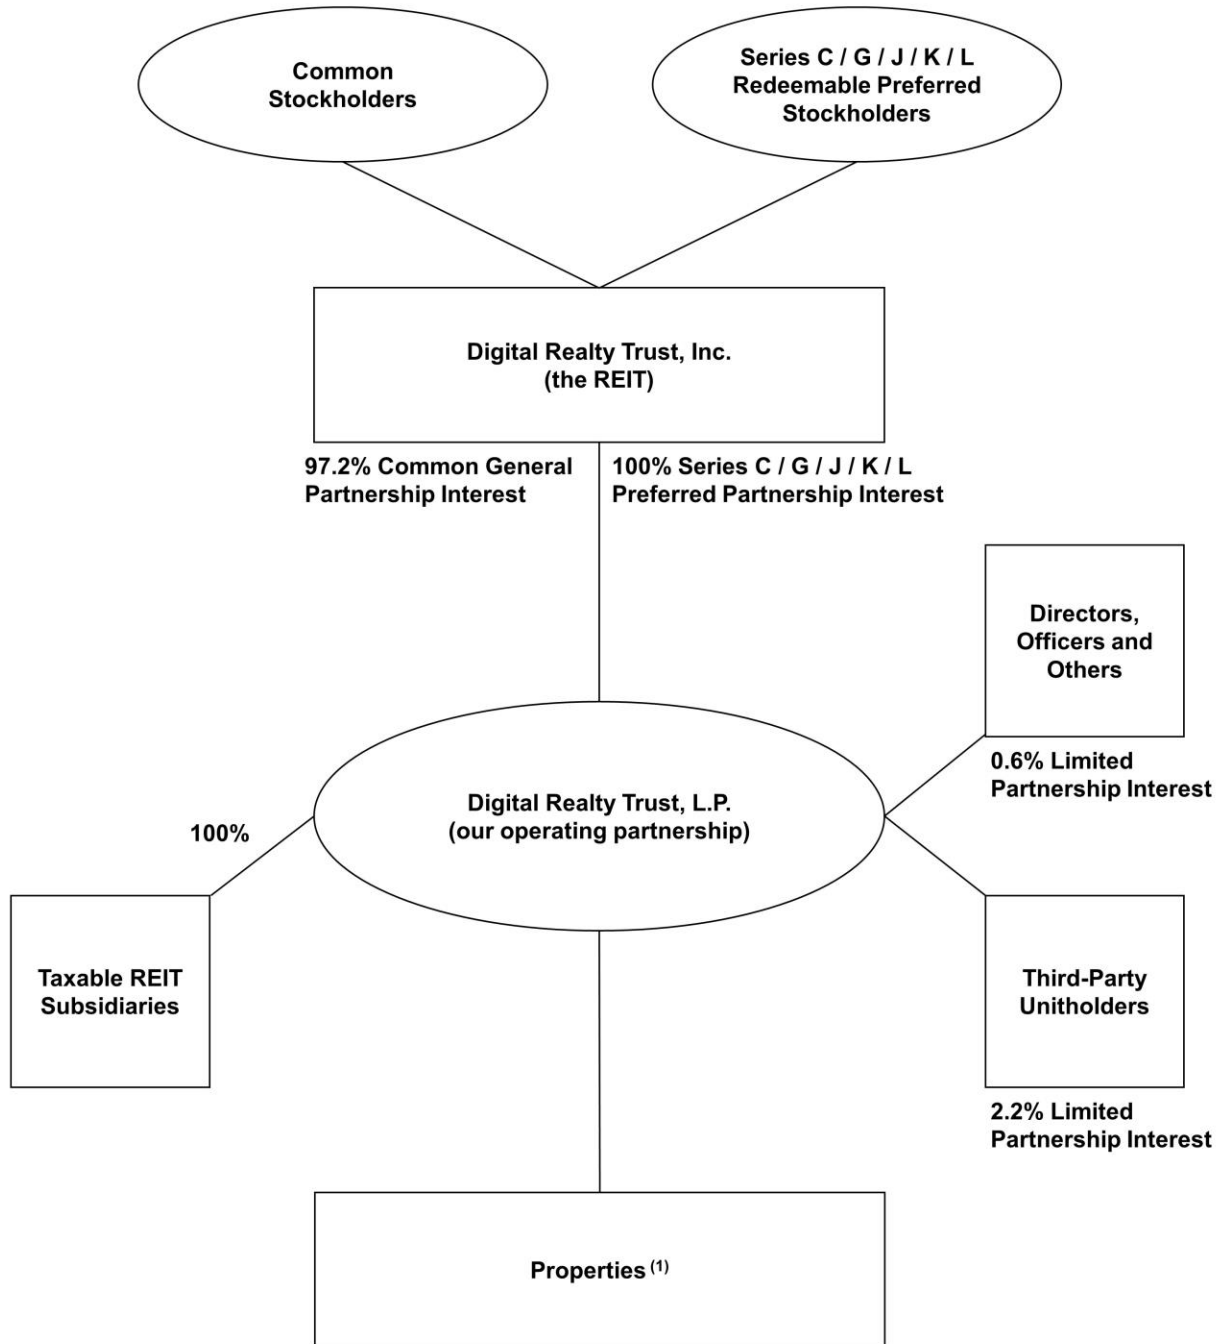 Common
Stockholders
Series C / G / J / K / L
Redeemable Preferred
Stockholders
Digital Realty Trust, Inc.
(the REIT)
97.2% Common General
Partnership Interest
100% Series C / G / J / K / L
Preferred Partnership Interest
Directors,
Officers and
Others
0.6% Limited
Partnership Interest
Digital Realty Trust, L.P.
(our operating partnership)
100%
Taxable REIT
Subsidiaries
Third-Party
Unitholders
2.2% Limited
Partnership Interest
Properties (1)